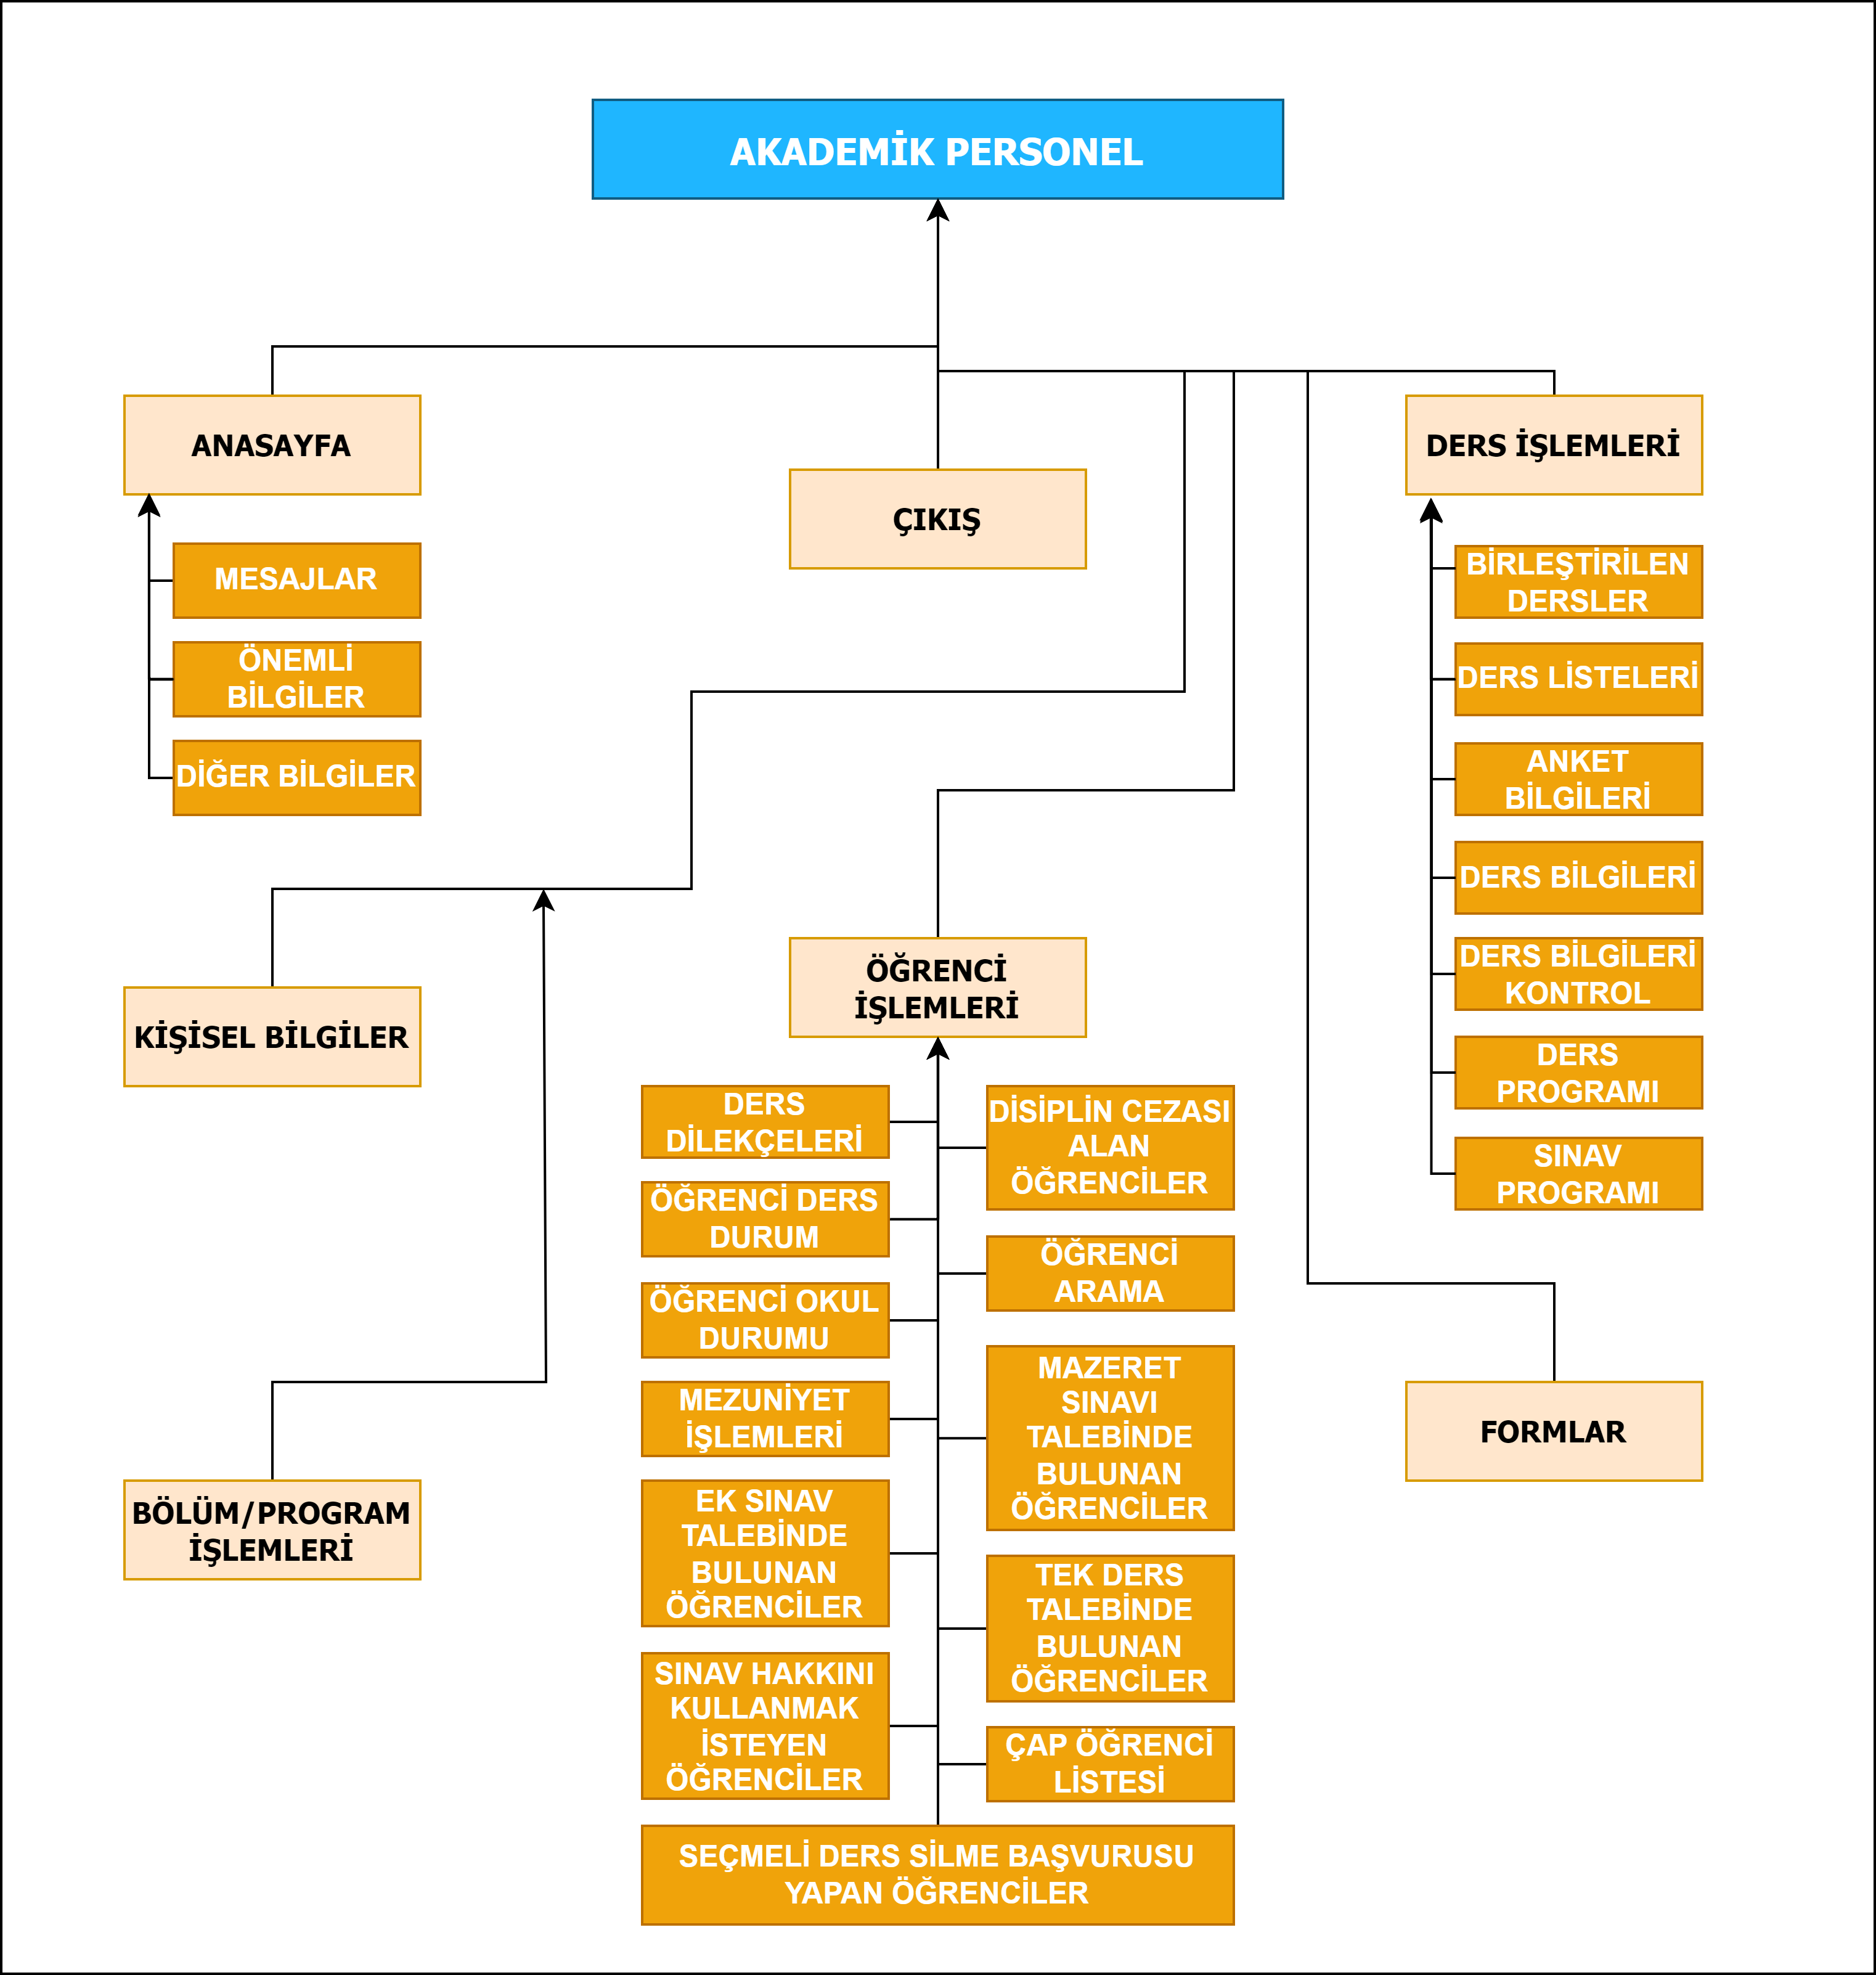 AKADEMİK PERSONEL
ANASAYFA
MESAJLAR
ÖNEMLİ
BİLGİLER
DİĞER BİLGİLER
ÇIKIŞ
DERS İŞLEMLERİ
BİRLEŞTİRİLEN
DERSLER
DERS LİSTELERİ
ANKET
BİLGİLERİ
DERS BİLGİLERİ
DERS BİLGİLERİ
KONTROL
DERS
PROGRAMI
SINAV
PROGRAMI
KİŞİSEL BİLGİLER
ÖĞRENCİ
İŞLEMLERİ
DERS
DİLEKÇELERİ
ÖĞRENCİ DERS
DURUM
ÖĞRENCİ OKUL
DURUMU
MEZUNİYET
İŞLEMLERİ
EK SINAV
TALEBİNDE
BULUNAN
ÖĞRENCİLER
SINAV HAKKINI
KULLANMAK
İSTEYEN
ÖĞRENCİLER
DİSİPLİN CEZASI
ALAN
ÖĞRENCİLER
ÖĞRENCİ
ARAMA
MAZERET
SINAVI
TALEBİNDE
BULUNAN
ÖĞRENCİLER
TEK DERS
TALEBİNDE
BULUNAN
ÖĞRENCİLER
ÇAP ÖĞRENCİ
LİSTESİ
SEÇMELİ DERS SİLME BAŞVURUSU
YAPAN ÖĞRENCİLER
FORMLAR
BÖLÜM/PROGRAM
İŞLEMLERİ